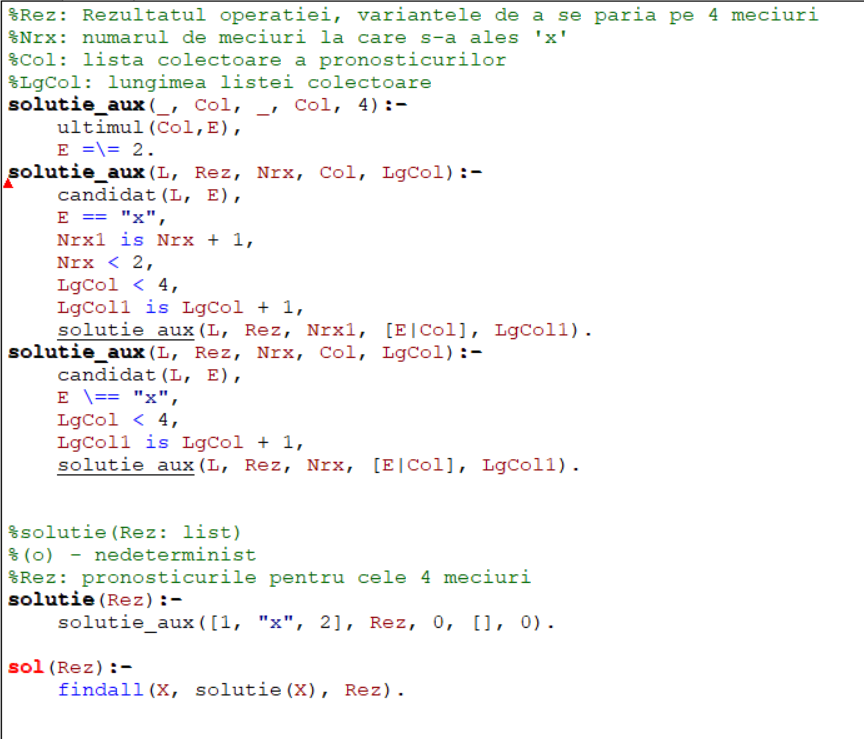 %Rez: Rezultatul operatiei, variantele de a se paria pe 4 meciuri
%Nrx: numarul de meciuri la care s-a ales 'x'
%Col: lista colectoare a pronosticurilor
%LgCol: lungimea listei colectoare
solutie_aux(_, Col, _, Col, 4):-
    ultimul(Col,E),
    E =\= 2.
solutie_aux(L, Rez, Nrx, Col, LgCol):-
    candidat(L, E),
    E == "x",
    Nrx1 is Nrx + 1,
    Nrx < 2,
    LgCol < 4,
    LgCol1 is LgCol + 1,
    solutie_aux(L, Rez, Nrx1, [E|Col], LgCol1).
solutie_aux(L, Rez, Nrx, Col, LgCol):-
    candidat(L, E),
    E \== "x",
    LgCol < 4,
    LgCol1 is LgCol + 1,
    solutie_aux(L, Rez, Nrx, [E|Col], LgCol1).
%solutie(Rez: list)
%(o) - nedeterminist
%Rez: pronosticurile pentru cele 4 meciuri
solutie(Rez):-
    solutie_aux([1, "x", 2], Rez, 0, [], 0).
sol(Rez):-
    findall(X, solutie(X), Rez).